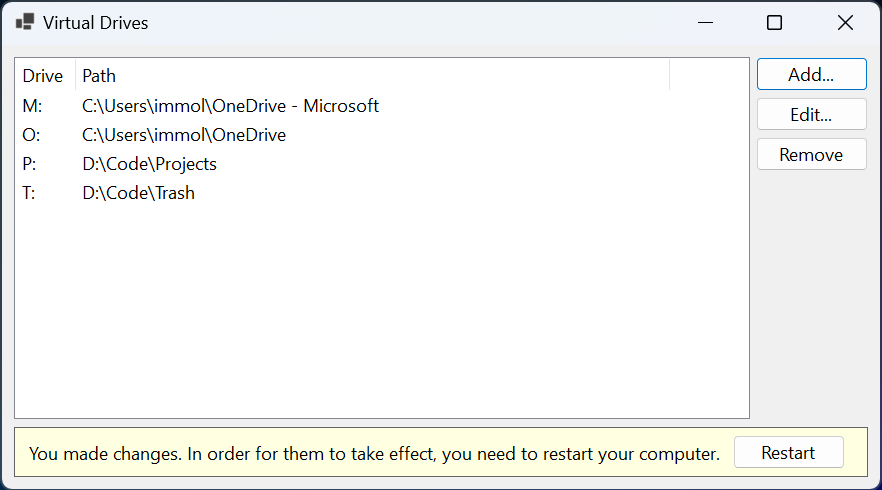 Virtual Drives
Drive Path
M: C:\Users\immol\OneDrive - Microsoft
O: C:\Users\immol\OneDrive
P: D:\Code\Projects
T: D:\Code\Trash
Add...
Edit...
Remove
You made changes. In order for them to take effect, you need to restart your computer. Restart